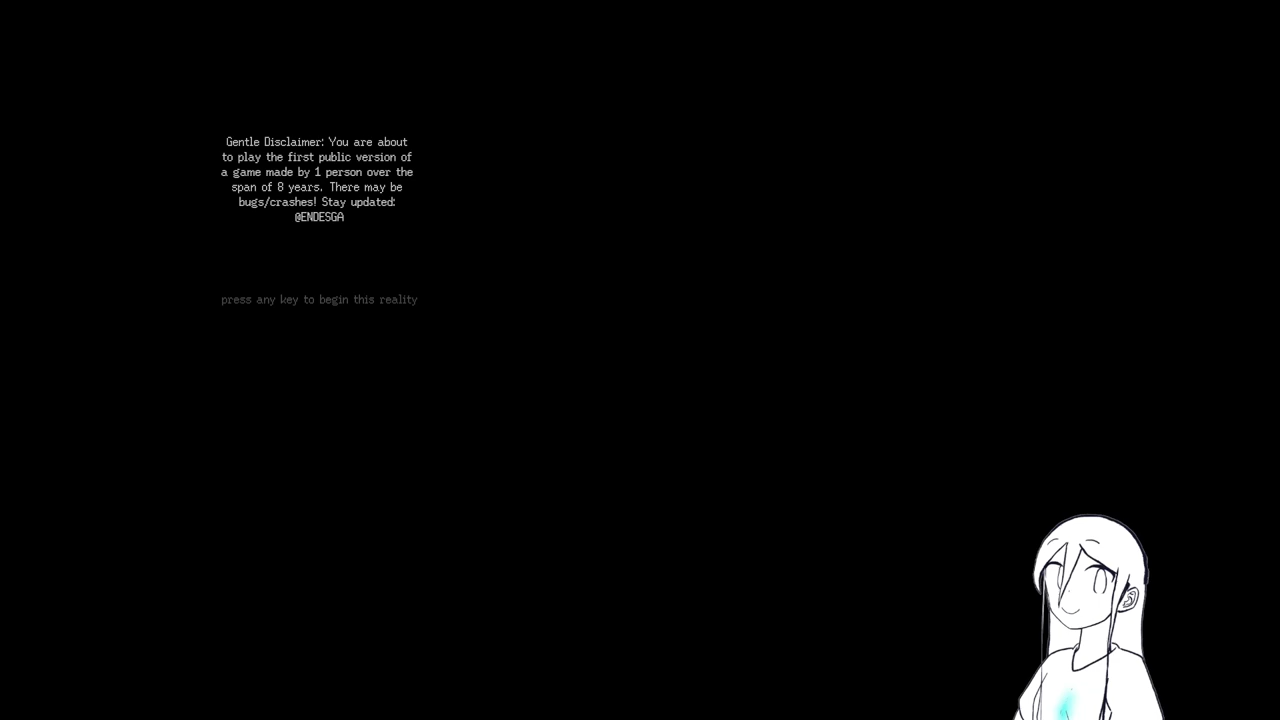 Gentle Disclaimer: You are about
to play the first public version of
a game made by 1 person over the
span of 8 years. There may be
bugs/crashes! Stay updated:
@ENDESGA
press any key to begin this reality